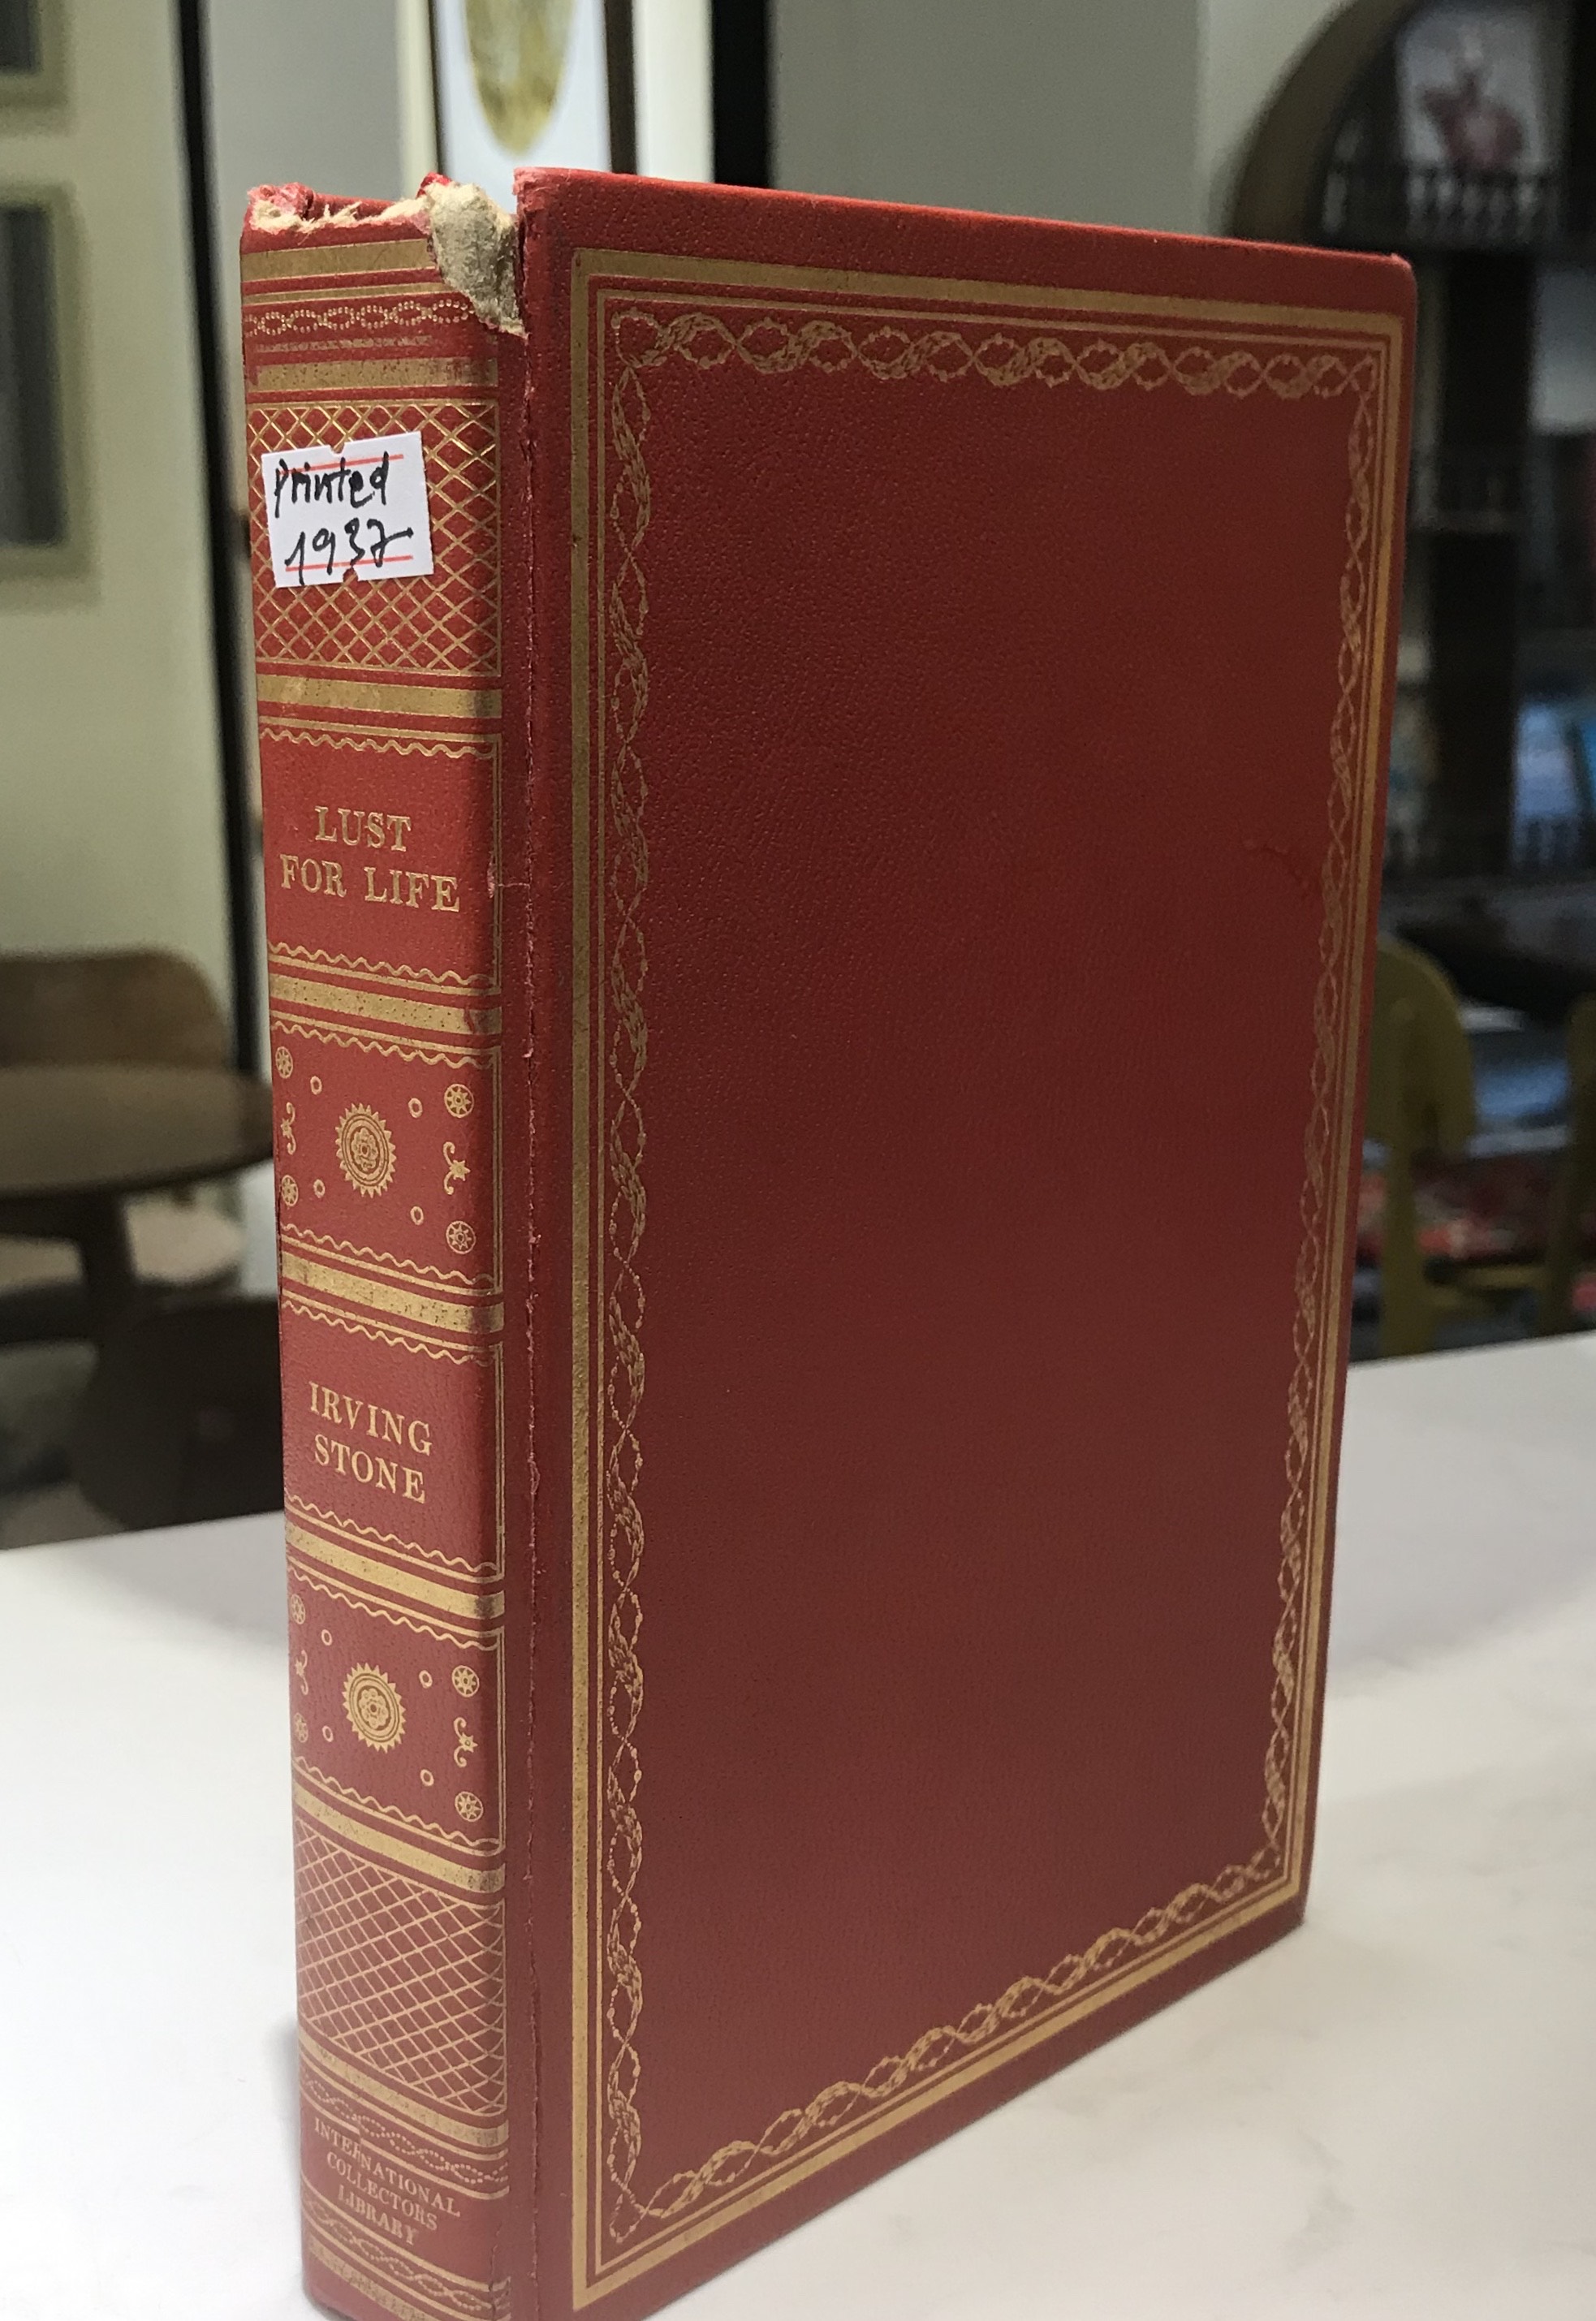 Printed
1937
LUST
FOR LIFE
IRVING
STONE
INTERNATIONAL
COLLECTORS
LIBRARY